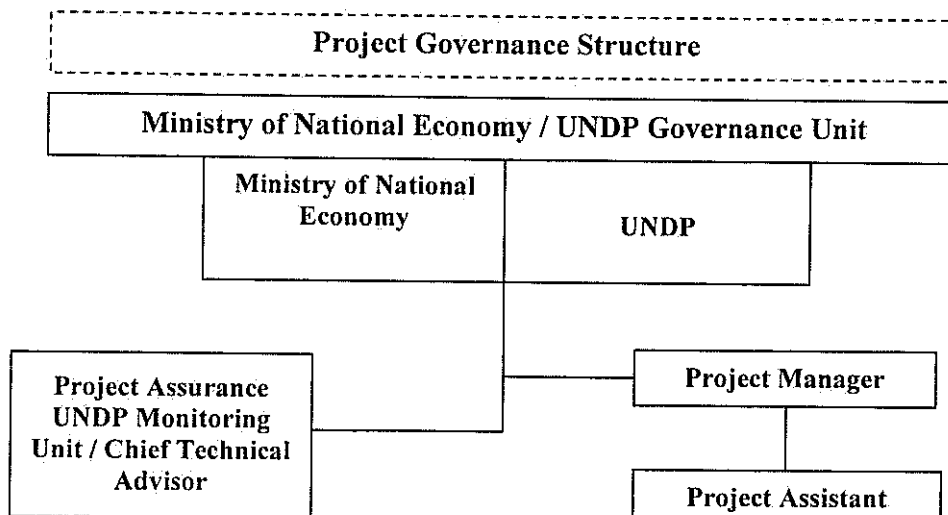 Project Governance Structure
Ministry of National Economy / UNDP Governance Unit
Ministry of National
Economy
UNDP
Project Assurance
UNDP Monitoring
Unit / Chief Technical
Advisor
Project Manager
Project Assistant